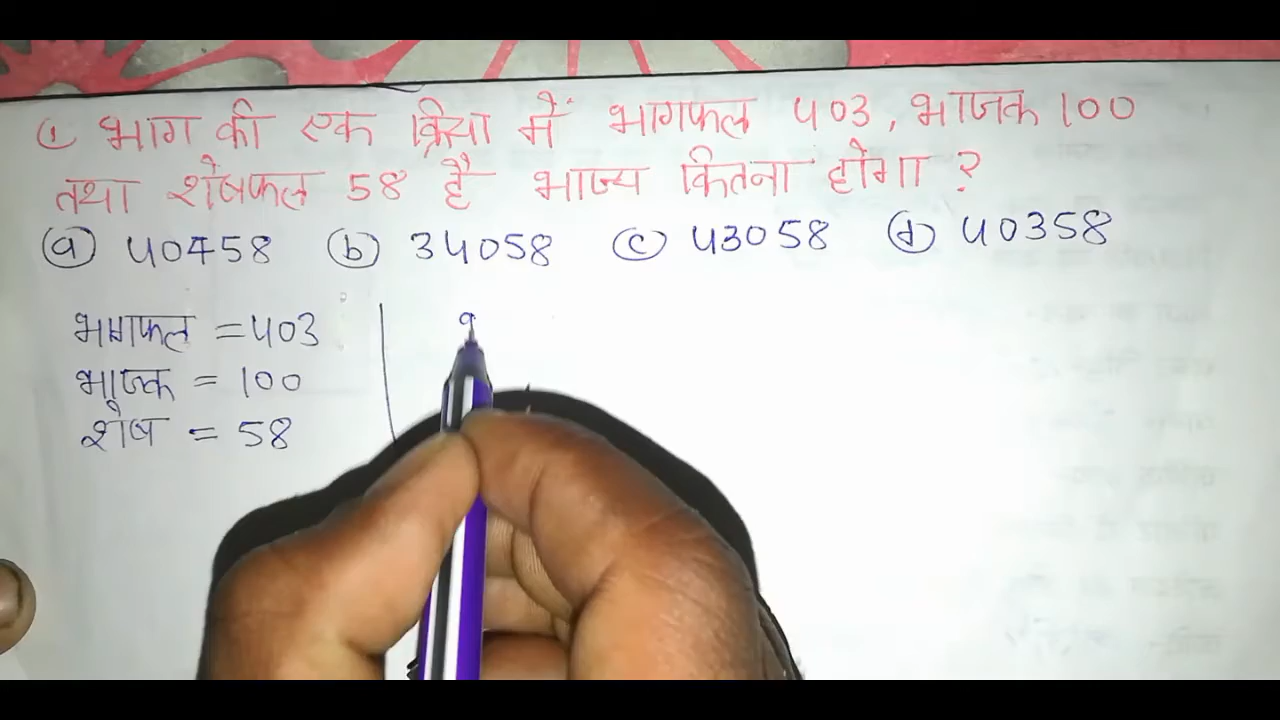 ① भाग की एक क्रिया में भागफल 403, भाजक 100
तथा शेषफल 58 है भाज्य कितना होगा ?
ⓐ 40458 ⓑ 34058 ⓒ 43058 ⓓ 40358
भागफल = 403
भाजक = 100
शेष = 58